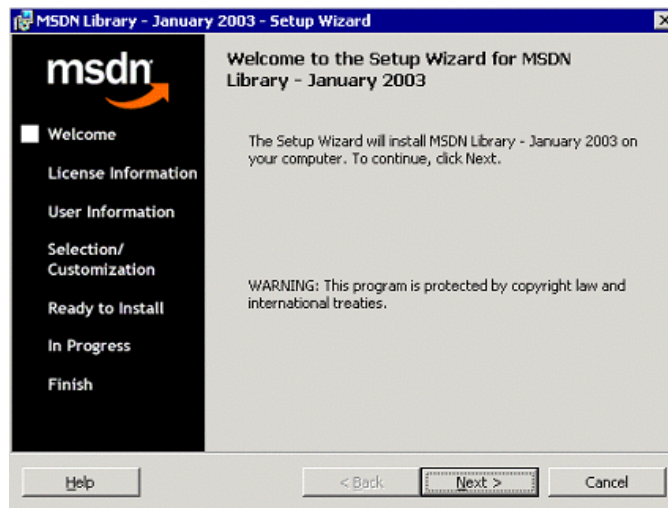 MSDN Library - January 2003 - Setup Wizard
msdn
Welcome
License Information
User Information
Selection/
Customization
Ready to Install
In Progress
Finish
Welcome to the Setup Wizard for MSDN
Library - January 2003
The Setup Wizard will install MSDN Library - January 2003 on
your computer. To continue, click Next.
WARNING: This program is protected by copyright law and
international treaties.
Help
< Back
Next >
Cancel